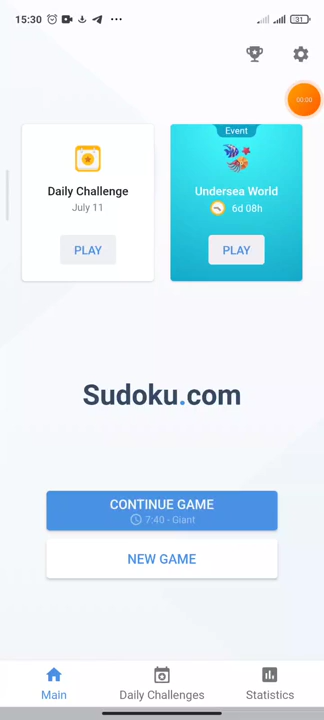 15:30
31
00:00
Event
Daily Challenge
July 11
PLAY
Undersea World
6d 08h
PLAY
Sudoku.com
CONTINUE GAME
7:40 - Giant
NEW GAME
Main
Daily Challenges
Statistics